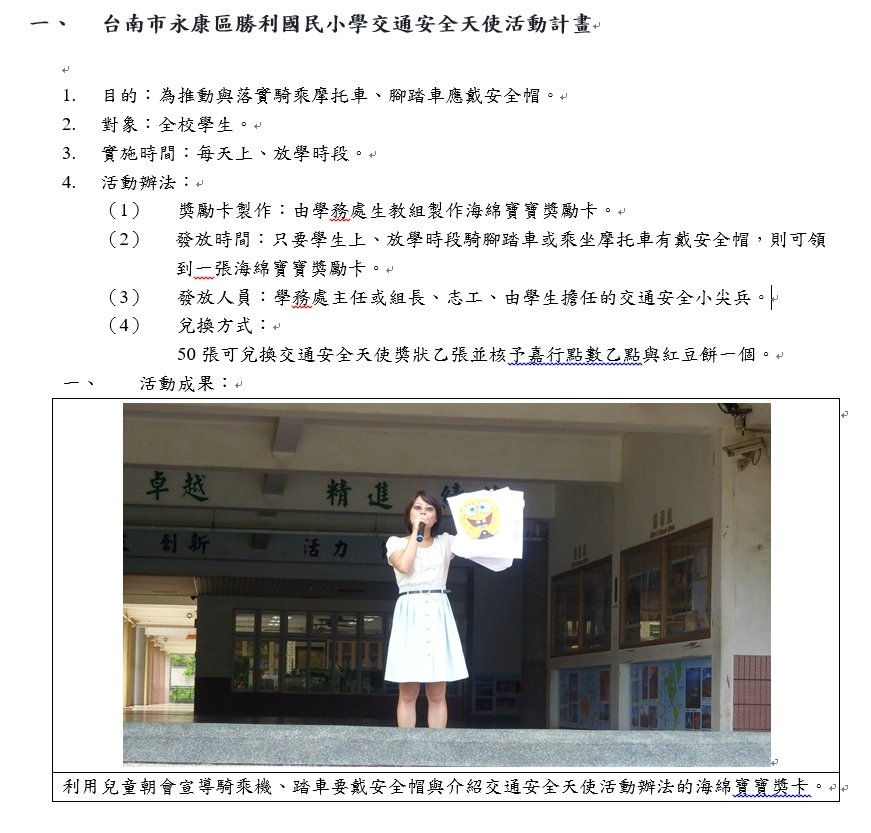 一、 台南市永康區勝利國民小學交通安全天使活動計畫
1. 目的：為推動與落實騎乘摩托車、腳踏車應戴安全帽。
2. 對象：全校學生。
3. 實施時間：每天上、放學時段。
4. 活動辦法：
（1） 獎勵卡製作：由學務處生教組製作海綿寶寶獎勵卡。
（2） 發放時間：只要學生上、放學時段騎腳踏車或乘坐摩托車有戴安全帽，則可領
到一張海綿寶寶獎勵卡。
（3） 發放人員：學務處主任或組長、志工、由學生擔任的交通安全小尖兵。
（4） 兌換方式：
50 張可兌換交通安全天使獎狀乙張並核予嘉行點數乙點與紅豆餅一個。
一、 活動成果：
卓越 精進
創新 活力
利用兒童朝會宣導騎乘機、踏車要戴安全帽與介紹交通安全天使活動辦法的海綿寶寶獎卡。